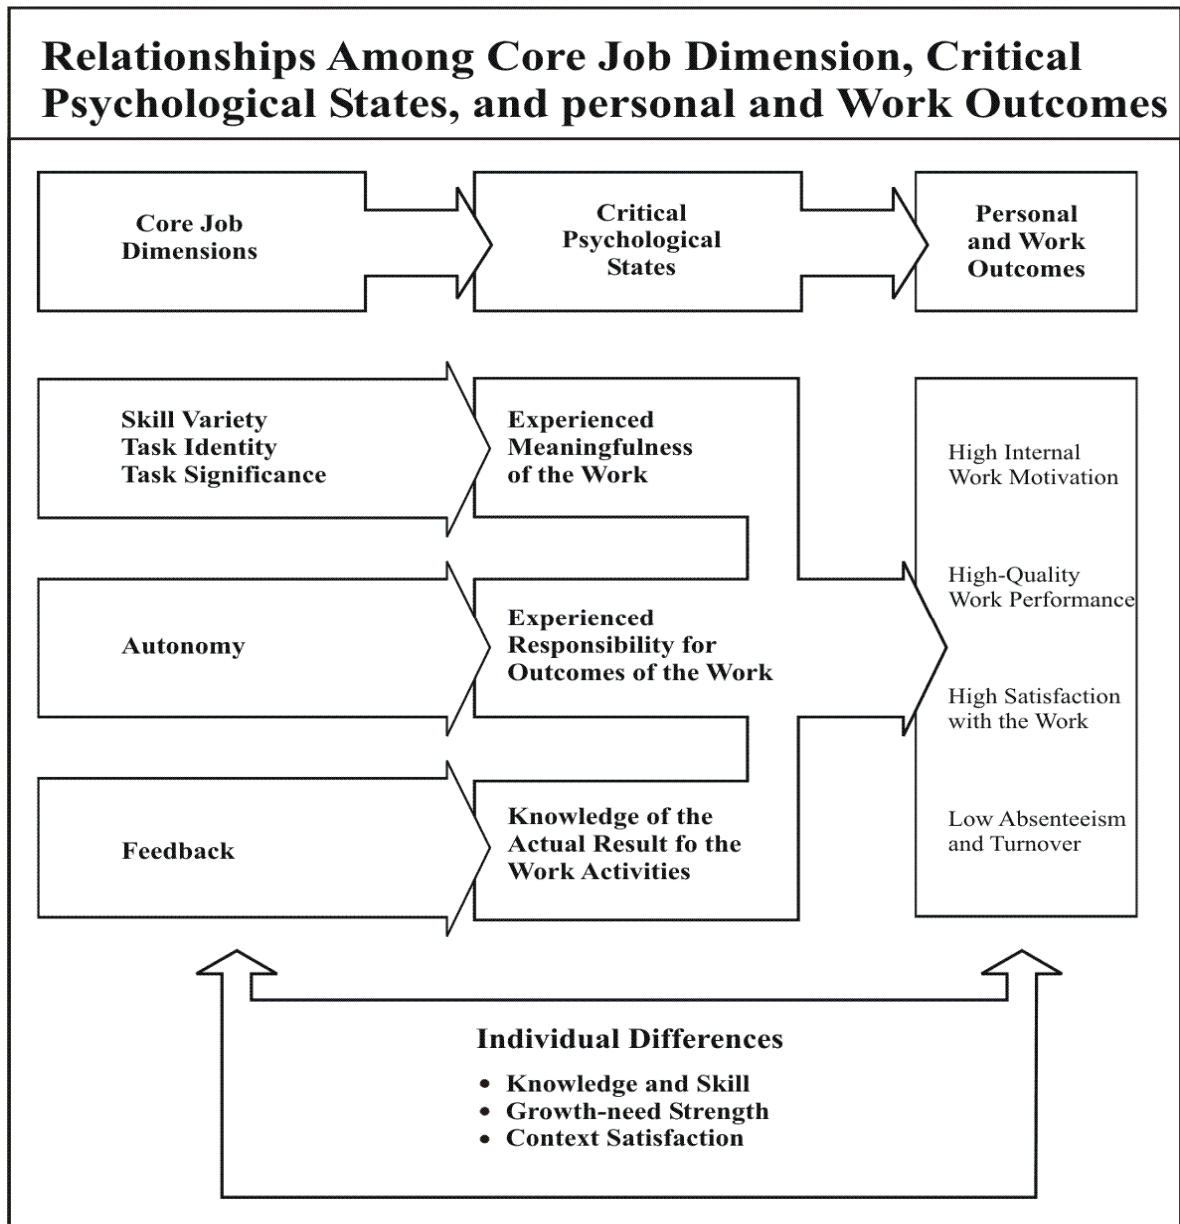 Relationships Among Core Job Dimension, Critical
Psychological States, and personal and Work Outcomes
Core Job
Dimensions
Critical
Psychological
States
Personal
and Work
Outcomes
Skill Variety
Task Identity
Task Significance
Experienced
Meaningfulness
of the Work
Autonomy
Experienced
Responsibility for
Outcomes of the Work
Feedback
Knowledge of the
Actual Result fo the
Work Activities
High Internal
Work Motivation
High-Quality
Work Performance
High Satisfaction
with the Work
Low Absenteeism
and Turnover
Individual Differences
• Knowledge and Skill
• Growth-need Strength
• Context Satisfaction